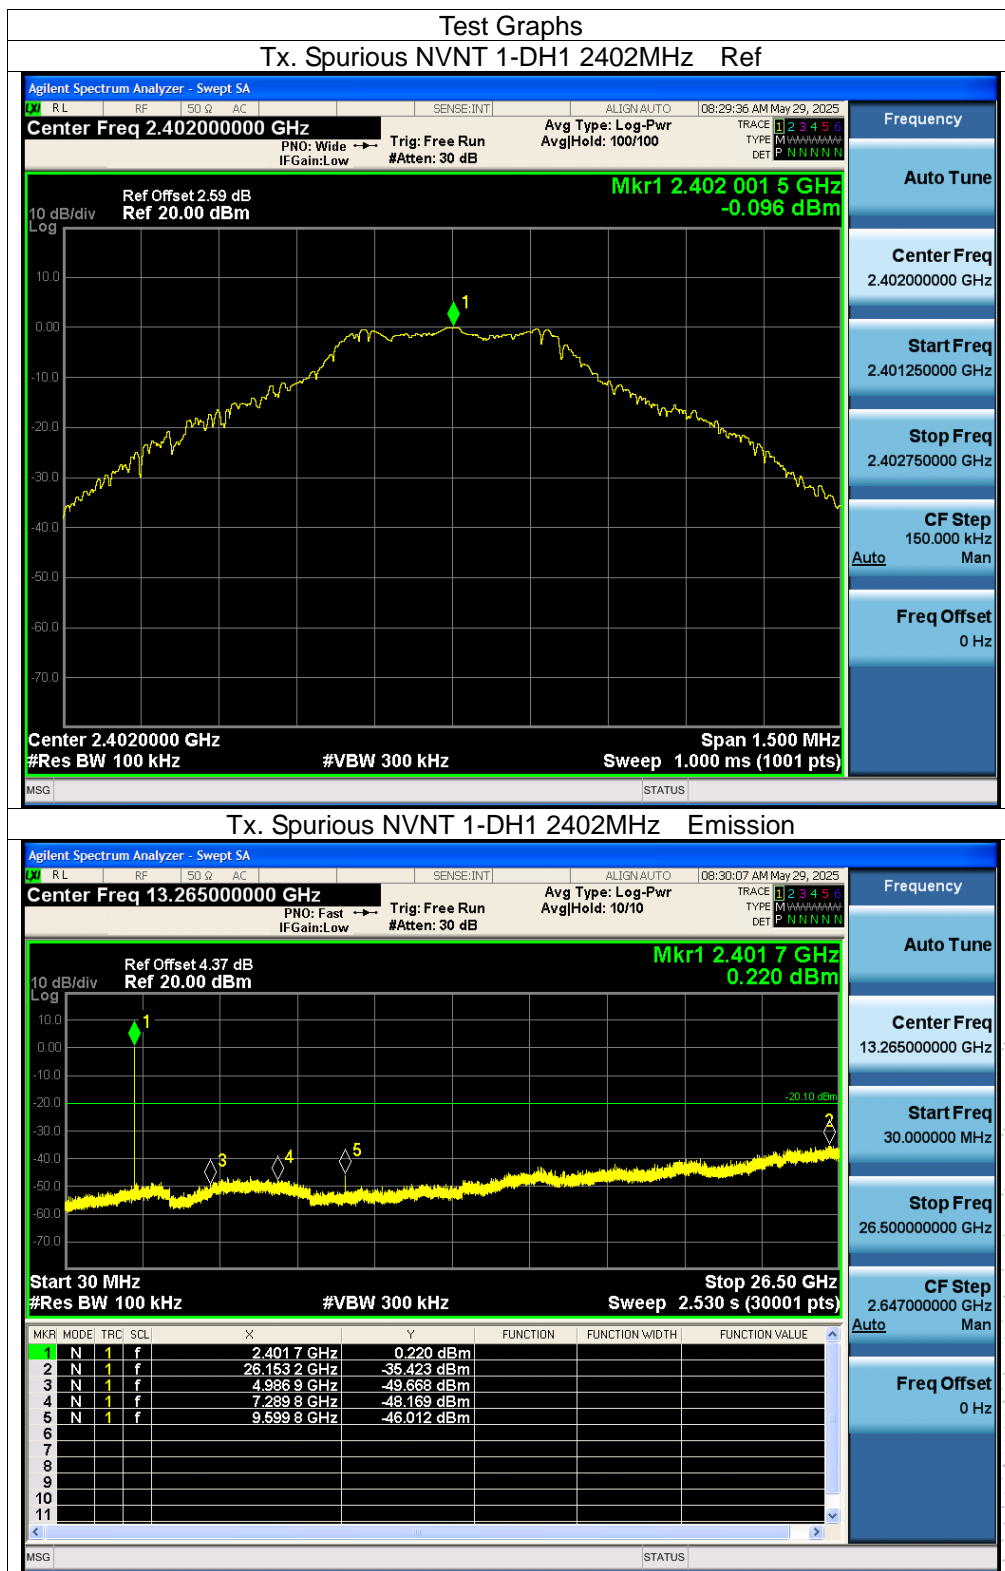 Test Graphs
Tx. Spurious NVNT 1-DH1 2402MHz Ref
Agilent Spectrum Analyzer - Swept SA
LXI RL RF 50 Ω AC SENSE:INT ALIGN AUTO 08:29:36 AM May 29, 2025
Center Freq 2.402000000 GHz
PNO: Wide
IFGain:Low
Trig: Free Run
#Atten: 30 dB
Avg Type: Log-Pwr
Avg|Hold: 100/100
TRACE 1 2 3 4 5 6
TYPE M
DET P N N N N N
Frequency
Auto Tune
Center Freq
2.402000000 GHz
Start Freq
2.401250000 GHz
Stop Freq
2.402750000 GHz
CF Step
150.000 kHz
Auto Man
Freq Offset
0 Hz
Mkr1 2.402 001 5 GHz
-0.096 dBm
Ref Offset 2.59 dB
10 dB/div Ref 20.00 dBm
Log
1
10.0
0.00
-10.0
-20.0
-30.0
-40.0
-50.0
-60.0
-70.0
Center 2.4020000 GHz Span 1.500 MHz
#Res BW 100 kHz #VBW 300 kHz Sweep 1.000 ms (1001 pts)
MSG STATUS
Tx. Spurious NVNT 1-DH1 2402MHz Emission
Agilent Spectrum Analyzer - Swept SA
LXI RL RF 50 Ω AC SENSE:INT ALIGN AUTO 08:30:07 AM May 29, 2025
Center Freq 13.265000000 GHz
PNO: Fast
IFGain:Low
Trig: Free Run
#Atten: 30 dB
Avg Type: Log-Pwr
Avg|Hold: 10/10
TRACE 1 2 3 4 5 6
TYPE M
DET P N N N N N
Frequency
Auto Tune
Center Freq
13.265000000 GHz
Start Freq
30.000000 MHz
Stop Freq
26.500000000 GHz
CF Step
2.647000000 GHz
Auto Man
Freq Offset
0 Hz
Mkr1 2.401 7 GHz
0.220 dBm
Ref Offset 4.37 dB
10 dB/div Ref 20.00 dBm
Log
10.0
0.00
-10.0
-20.0
-30.0
-40.0
-50.0
-60.0
-70.0
1
-20.10 dBm
2
3
4
5
Start 30 MHz Stop 26.50 GHz
#Res BW 100 kHz #VBW 300 kHz Sweep 2.530 s (30001 pts)
MKR MODE TRC SCL X Y FUNCTION FUNCTION WIDTH FUNCTION VALUE
1 N 1 f 2.401 7 GHz 0.220 dBm
2 N 1 f 26.153 2 GHz -35.423 dBm
3 N 1 f 4.986 9 GHz -49.668 dBm
4 N 1 f 7.289 8 GHz -48.169 dBm
5 N 1 f 9.599 8 GHz -46.012 dBm
6
7
8
9
10
11
MSG STATUS